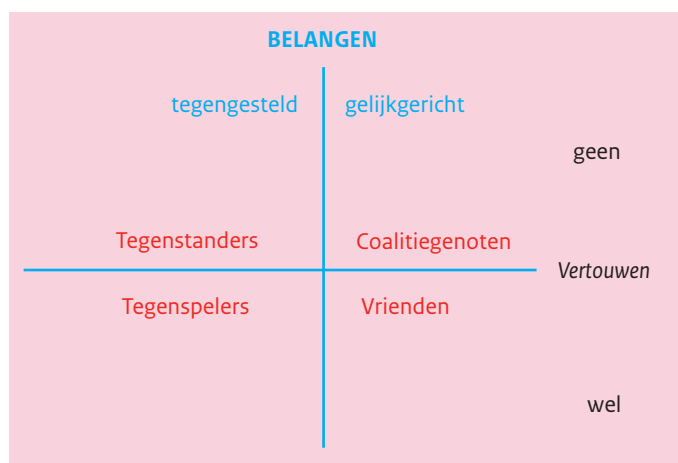 BELANGEN
tegengesteld gelijkgericht
geen
Tegenstanders Coalitiegenoten
Vertouwen
Tegenspelers Vrienden
wel